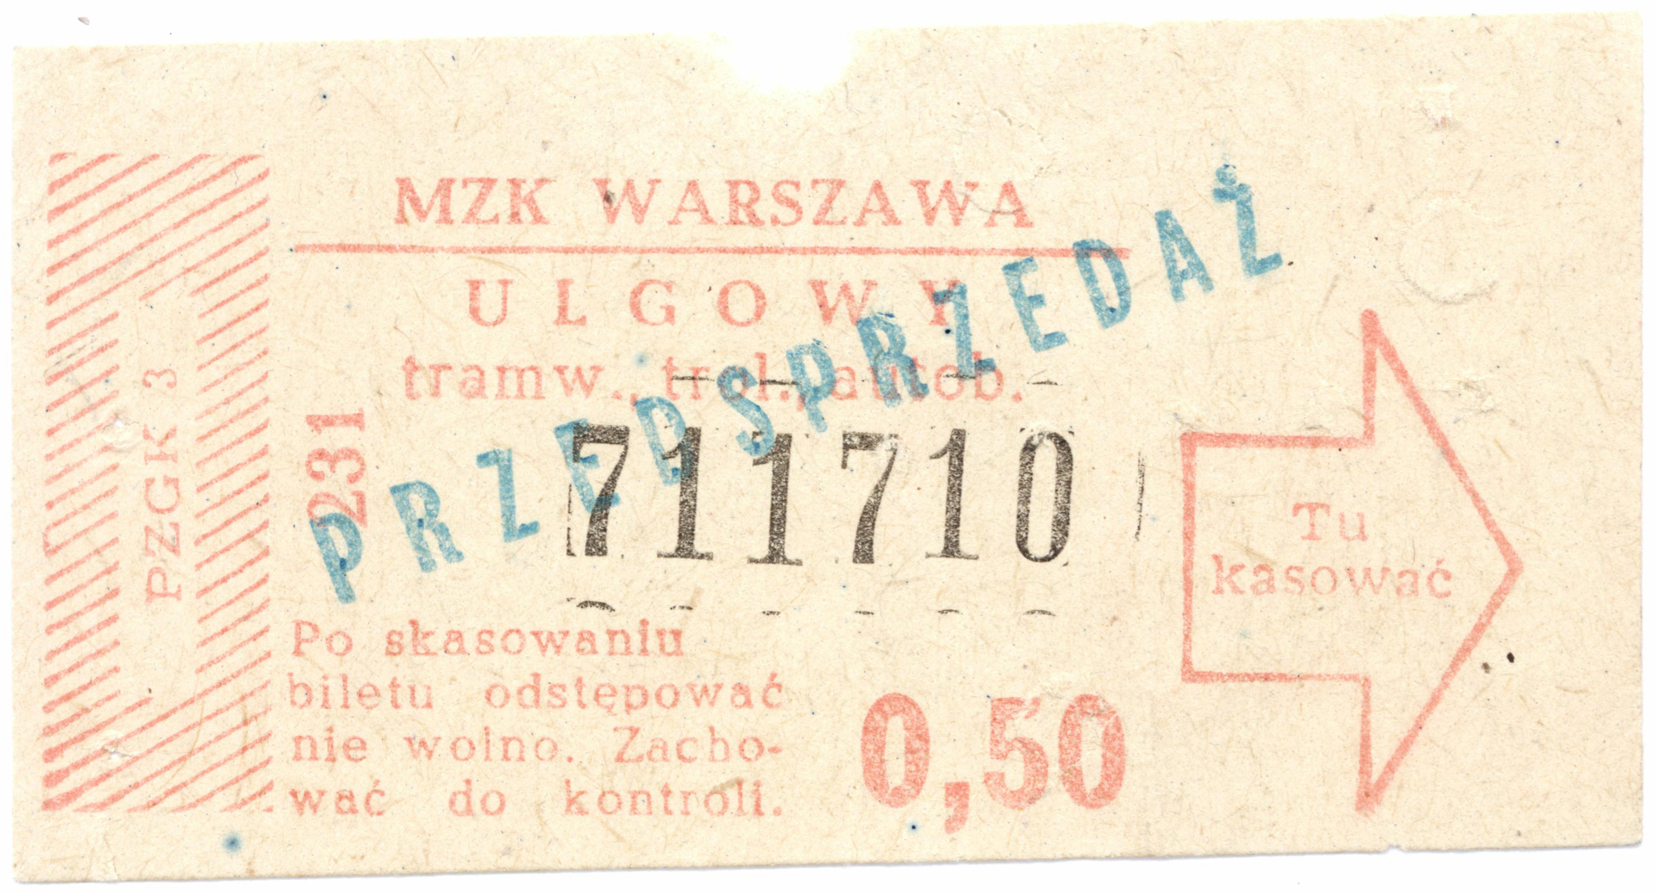 MZK WARSZAWA
ULGOWY
tramw., trol., autob.
PRZEDSPRZEDAŻ
PZGK 3
231
711710
Tu
kasować
Po skasowaniu
biletu odstępować
nie wolno. Zacho-
wać do kontroli.
0,50